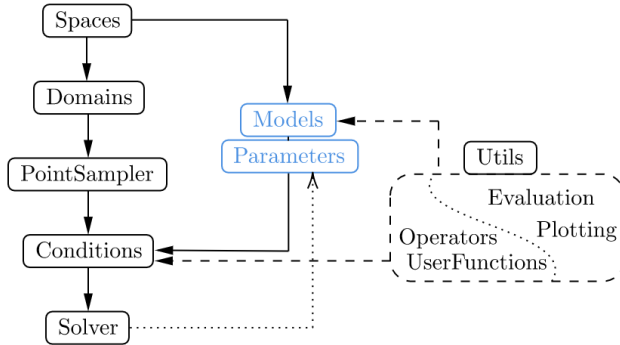 Spaces
Domains
Models
Parameters
Utils
PointSampler
Evaluation
Plotting
Operators
UserFunctions
Conditions
Solver